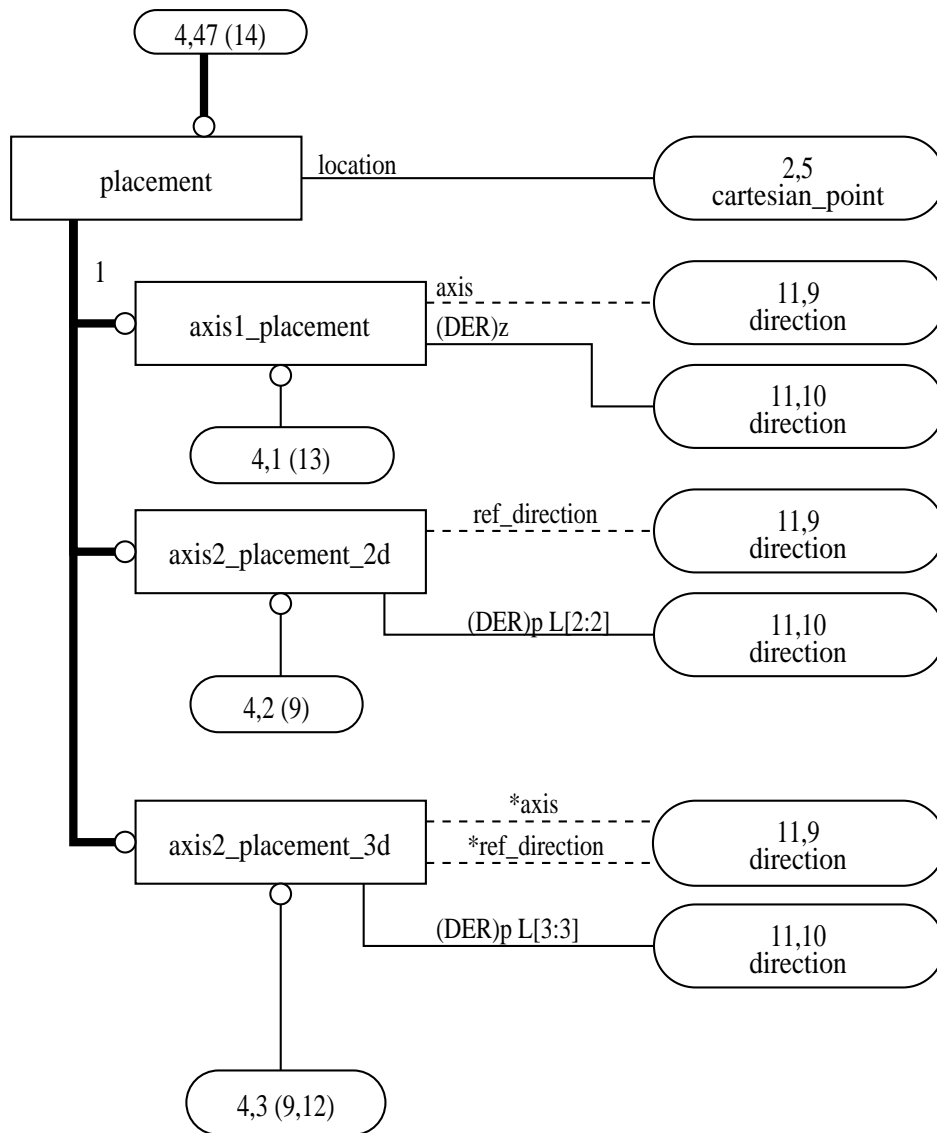 4,47 (14)
placement
location
2,5
cartesian_point
1
axis1_placement
axis
(DER)z
11,9
direction
11,10
direction
4,1 (13)
axis2_placement_2d
ref_direction
11,9
direction
(DER)p L[2:2]
11,10
direction
4,2 (9)
axis2_placement_3d
*axis
*ref_direction
11,9
direction
(DER)p L[3:3]
11,10
direction
4,3 (9,12)